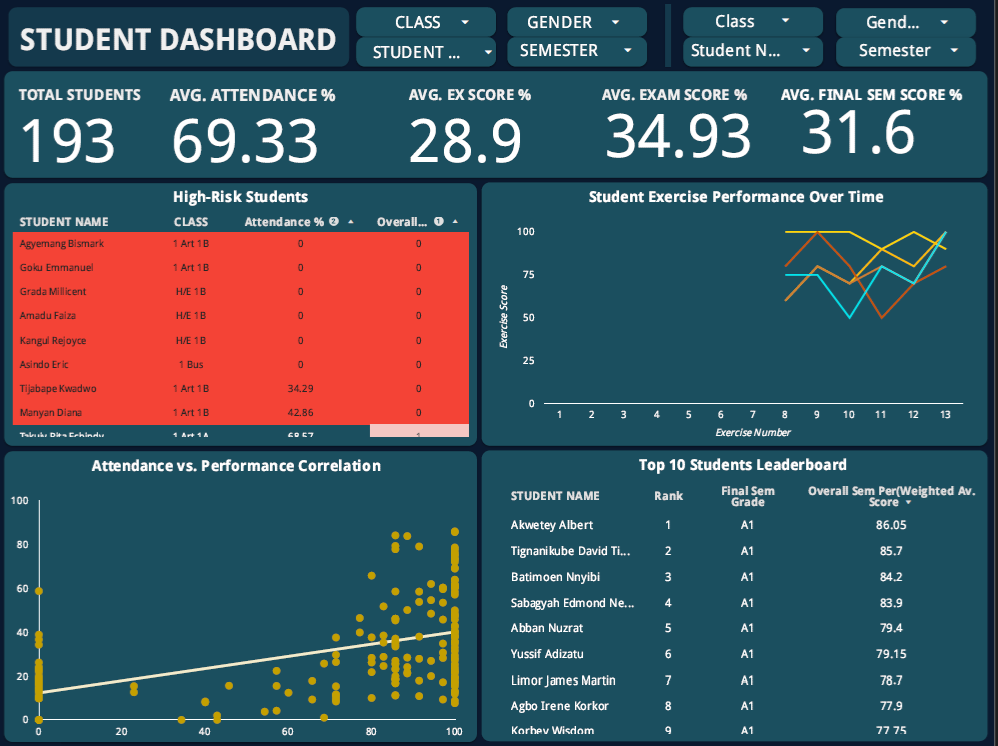 STUDENT DASHBOARD
CLASS
GENDER
Class
Gend...
STUDENT ...
SEMESTER
Student N...
Semester
TOTAL STUDENTS
AVG. ATTENDANCE %
AVG. EX SCORE %
AVG. EXAM SCORE %
AVG. FINAL SEM SCORE %
193
69.33
28.9
34.93
31.6
High-Risk Students
STUDENT NAME CLASS Attendance % 2 Overall... 1
Agyemang Bismark 1 Art 1B 0 0
Goku Emmanuel 1 Art 1B 0 0
Grada Millicent H/E 1B 0 0
Amadu Faiza H/E 1B 0 0
Kangul Rejoyce H/E 1B 0 0
Asindo Eric 1 Bus 0 0
Tijabape Kwadwo 1 Art 1B 34.29 0
Manyan Diana 1 Art 1B 42.86 0
1 Art 1A 68.57
Student Exercise Performance Over Time
100
75
50
25
0
Exercise Score
1 2 3 4 5 6 7 8 9 10 11 12 13
Exercise Number
Attendance vs. Performance Correlation
100
80
60
40
20
0
0 20 40 60 80 100
Top 10 Students Leaderboard
STUDENT NAME Rank Final Sem Grade Overall Sem Per(Weighted Av. Score
Akwetey Albert 1 A1 86.05
Tignanikube David Ti... 2 A1 85.7
Batimoen Nnyibi 3 A1 84.2
Sabagyah Edmond Ne... 4 A1 83.9
Abban Nuzrat 5 A1 79.4
Yussif Adizatu 6 A1 79.15
Limor James Martin 7 A1 78.7
Agbo Irene Korkor 8 A1 77.9
Korbey Wisdom 9 A1 77.75